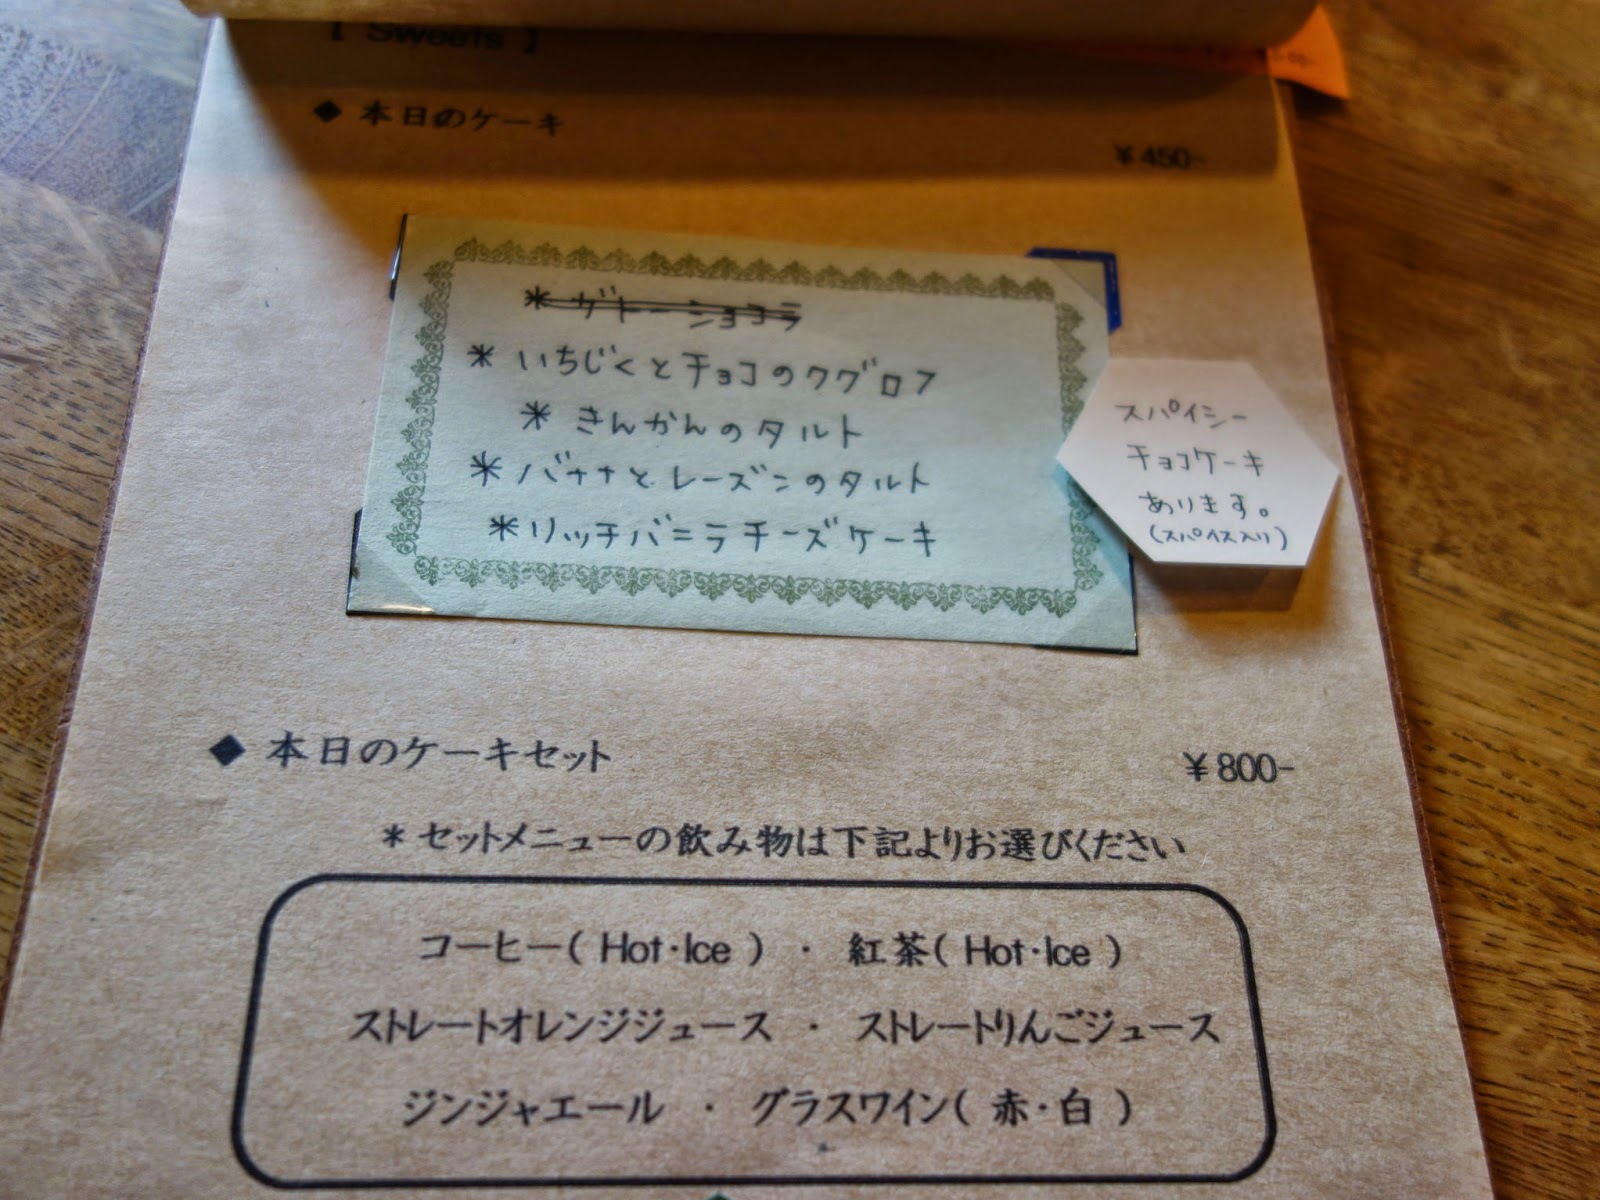 【 Sweets 】
◆ 本日のケーキ
¥450-
* ガトーショコラ
* いちじくとチョコのクグロフ
* きんかんのタルト
* バナナとレーズンのタルト
* リッチバニラチーズケーキ
スパイシー
チョコケーキ
あります。
(スパイス入り)
◆ 本日のケーキセット ¥800-
* セットメニューの飲み物は下記よりお選びください
コーヒー( Hot・Ice ) ・ 紅茶( Hot・Ice )
ストレートオレンジジュース ・ ストレートりんごジュース
ジンジャエール ・ グラスワイン( 赤・白 )